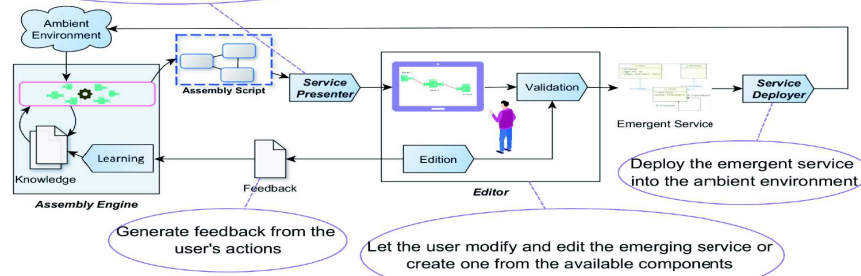 Ambient
Environment
Assembly Script
Service
Presenter
Validation
Emergent Service
Service
Deployer
Knowledge
Learning
Assembly Engine
Feedback
Edition
Editor
Deploy the emergent service
into the ambient environment
Generate feedback from the
user's actions
Let the user modify and edit the emerging service or
create one from the available components